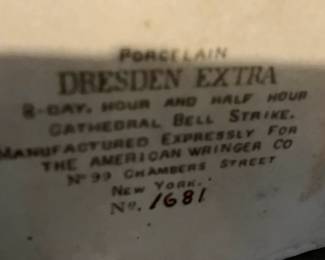 PORCELAIN
DRESDEN EXTRA
8-DAY, HOUR AND HALF HOUR
CATHEDRAL BELL STRIKE.
MANUFACTURED EXPRESSLY FOR
THE AMERICAN WRINGER CO
No 99 CHAMBERS STREET
NEW YORK.
No. 1681